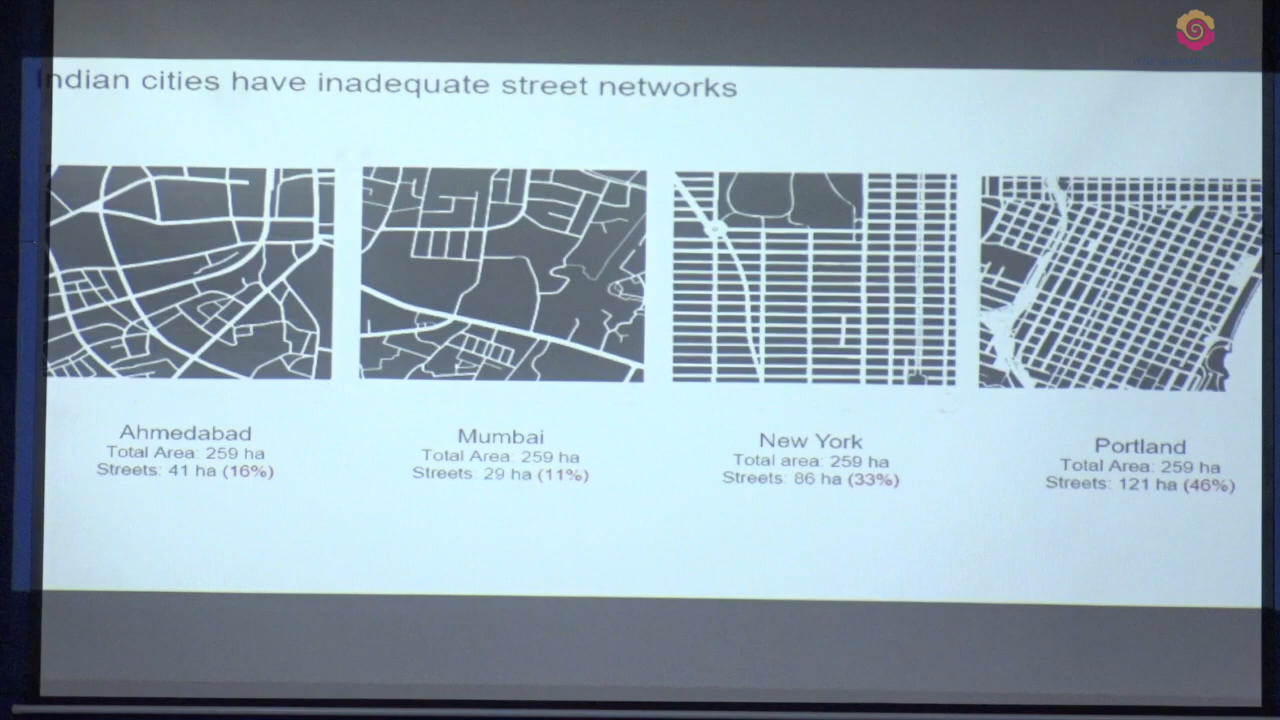 Indian cities have inadequate street networks
Ahmedabad
Total Area: 259 ha
Streets: 41 ha (16%)
Mumbai
Total Area: 259 ha
Streets: 29 ha (11%)
New York
Total area: 259 ha
Streets: 86 ha (33%)
Portland
Total Area: 259 ha
Streets: 121 ha (46%)